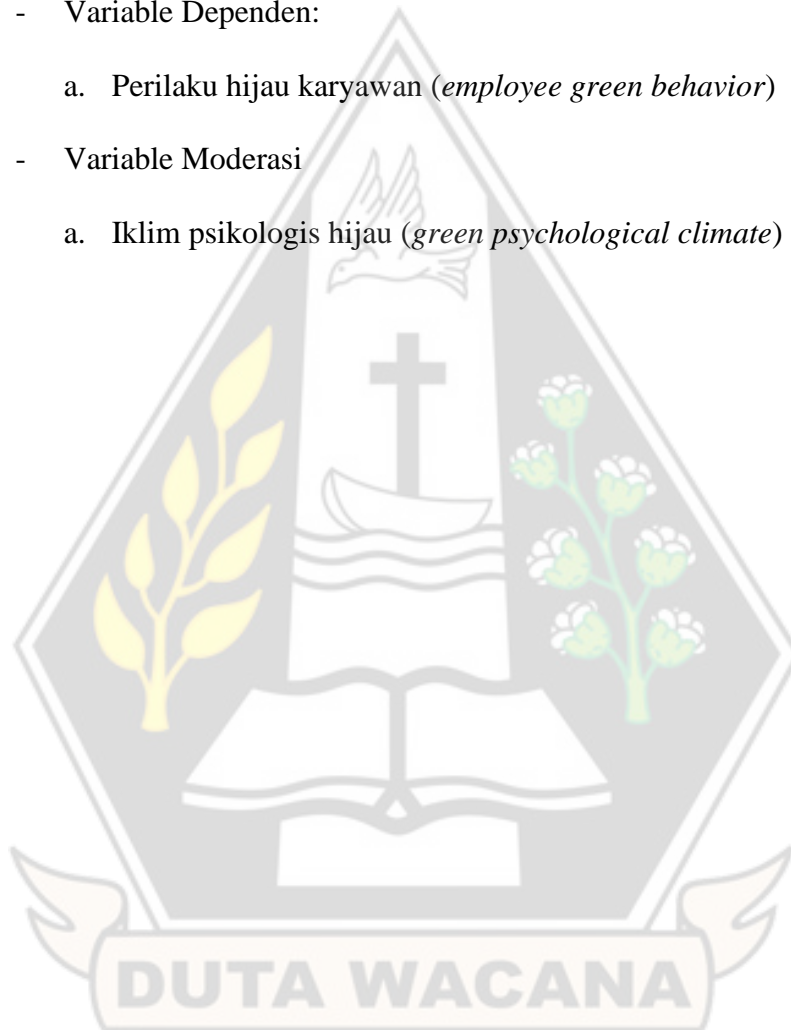 - Variable Dependen:
a. Perilaku hijau karyawan (employee green behavior)
- Variable Moderasi
a. Iklim psikologis hijau (green psychological climate)
DUTA WACANA